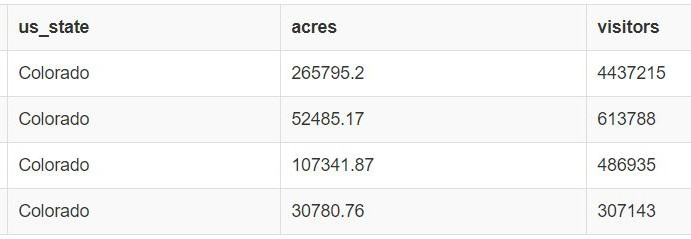 us_state acres visitors
Colorado 265795.2 4437215
Colorado 52485.17 613788
Colorado 107341.87 486935
Colorado 30780.76 307143